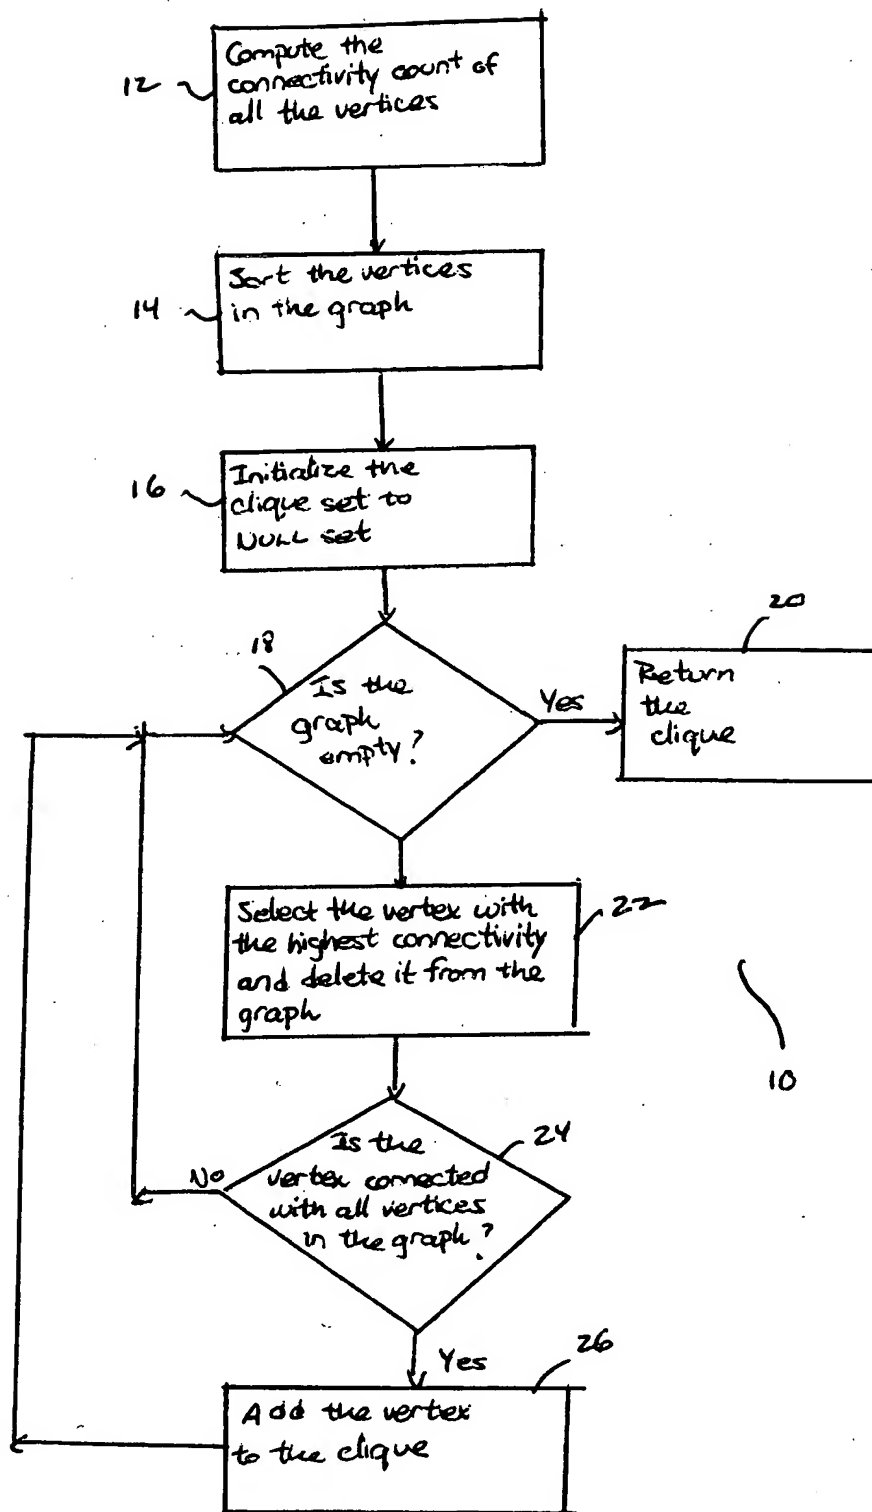 Compute the
connectivity count of
all the vertices
12
Sort the vertices
in the graph
14
Initialize the
clique set to
NULL set
16
18
Is the
graph
empty?
Yes
20
Return
the
clique
Select the vertex with
the highest connectivity
and delete it from the
graph
22
10
24
Is the
vertex connected
with all vertices
in the graph?
No
Yes
26
Add the vertex
to the clique